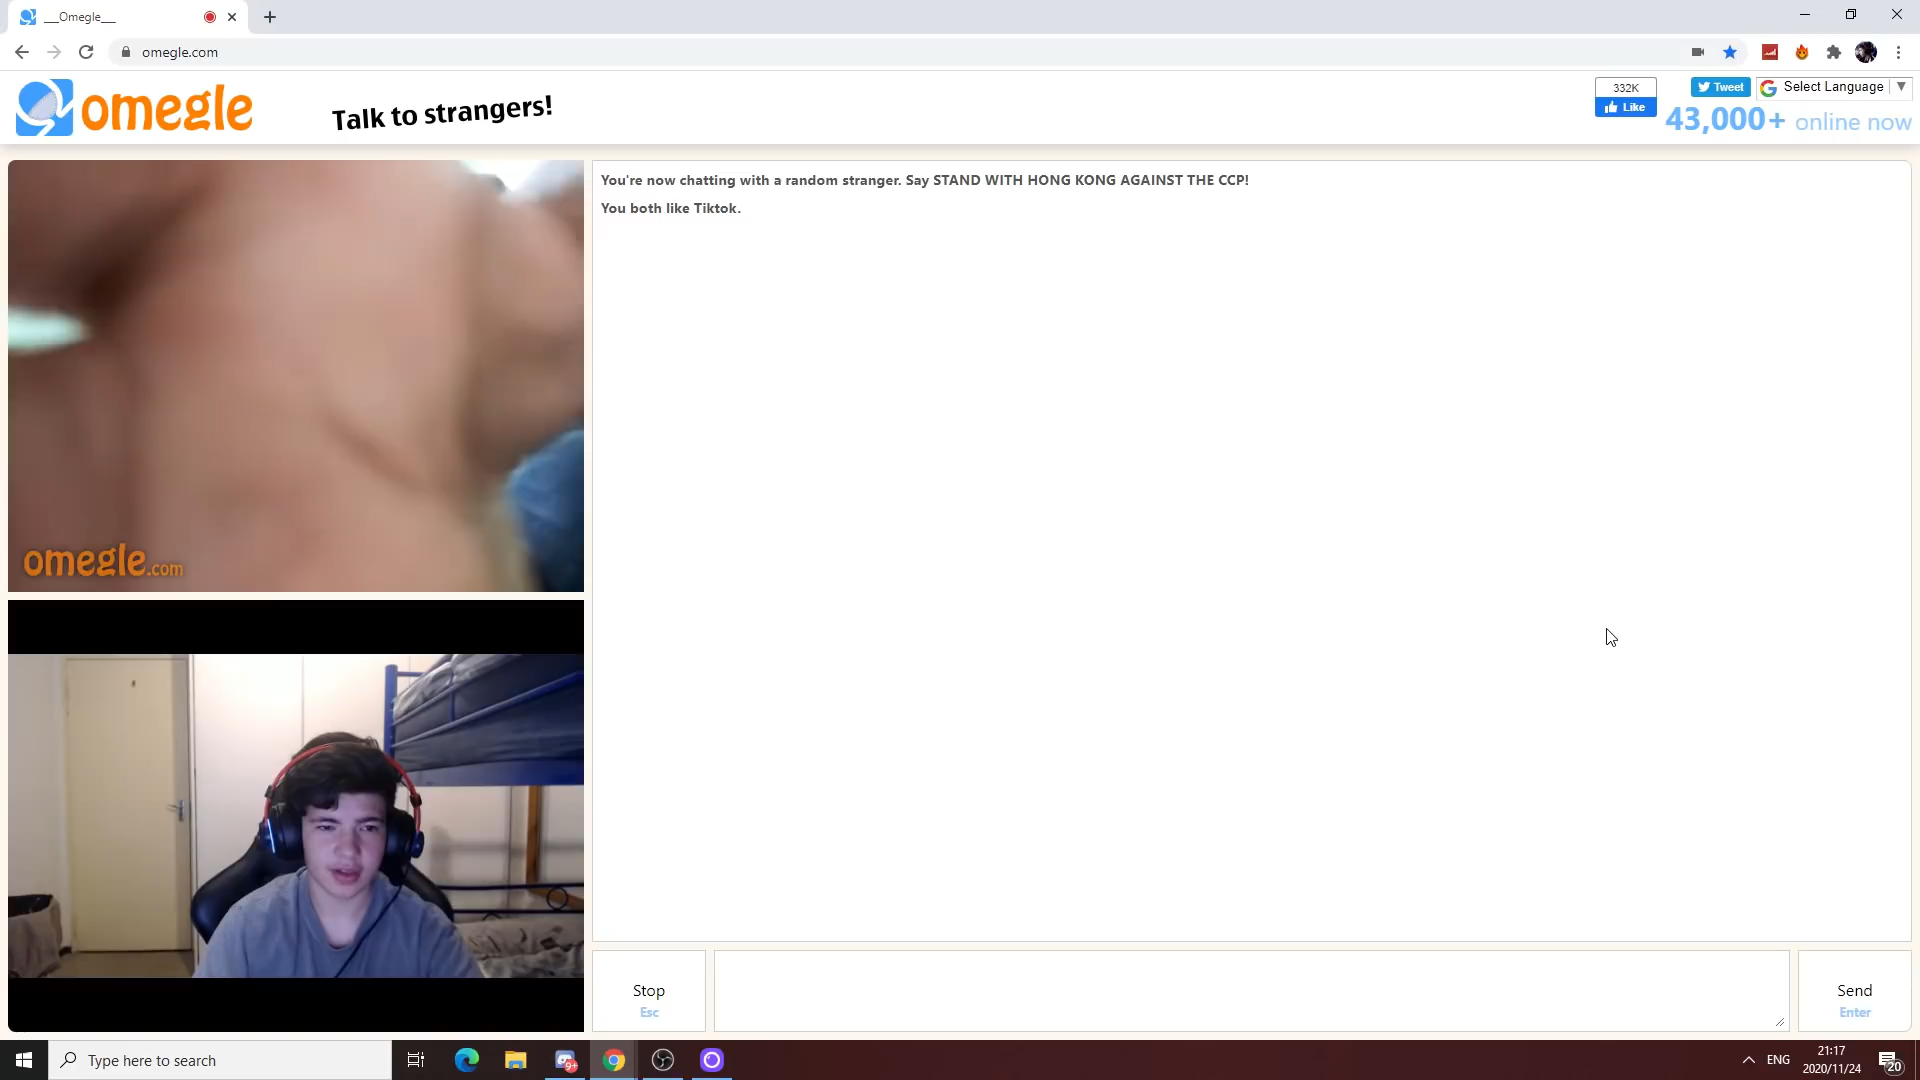 ___Omegle___
omegle.com
omegle
Talk to strangers!
332K
Like
Tweet
Select Language
43,000+ online now
You're now chatting with a random stranger. Say STAND WITH HONG KONG AGAINST THE CCP!
You both like Tiktok.
omegle.com
Stop
Esc
Send
Enter
Type here to search
9+
ENG
21:17
2020/11/24
20